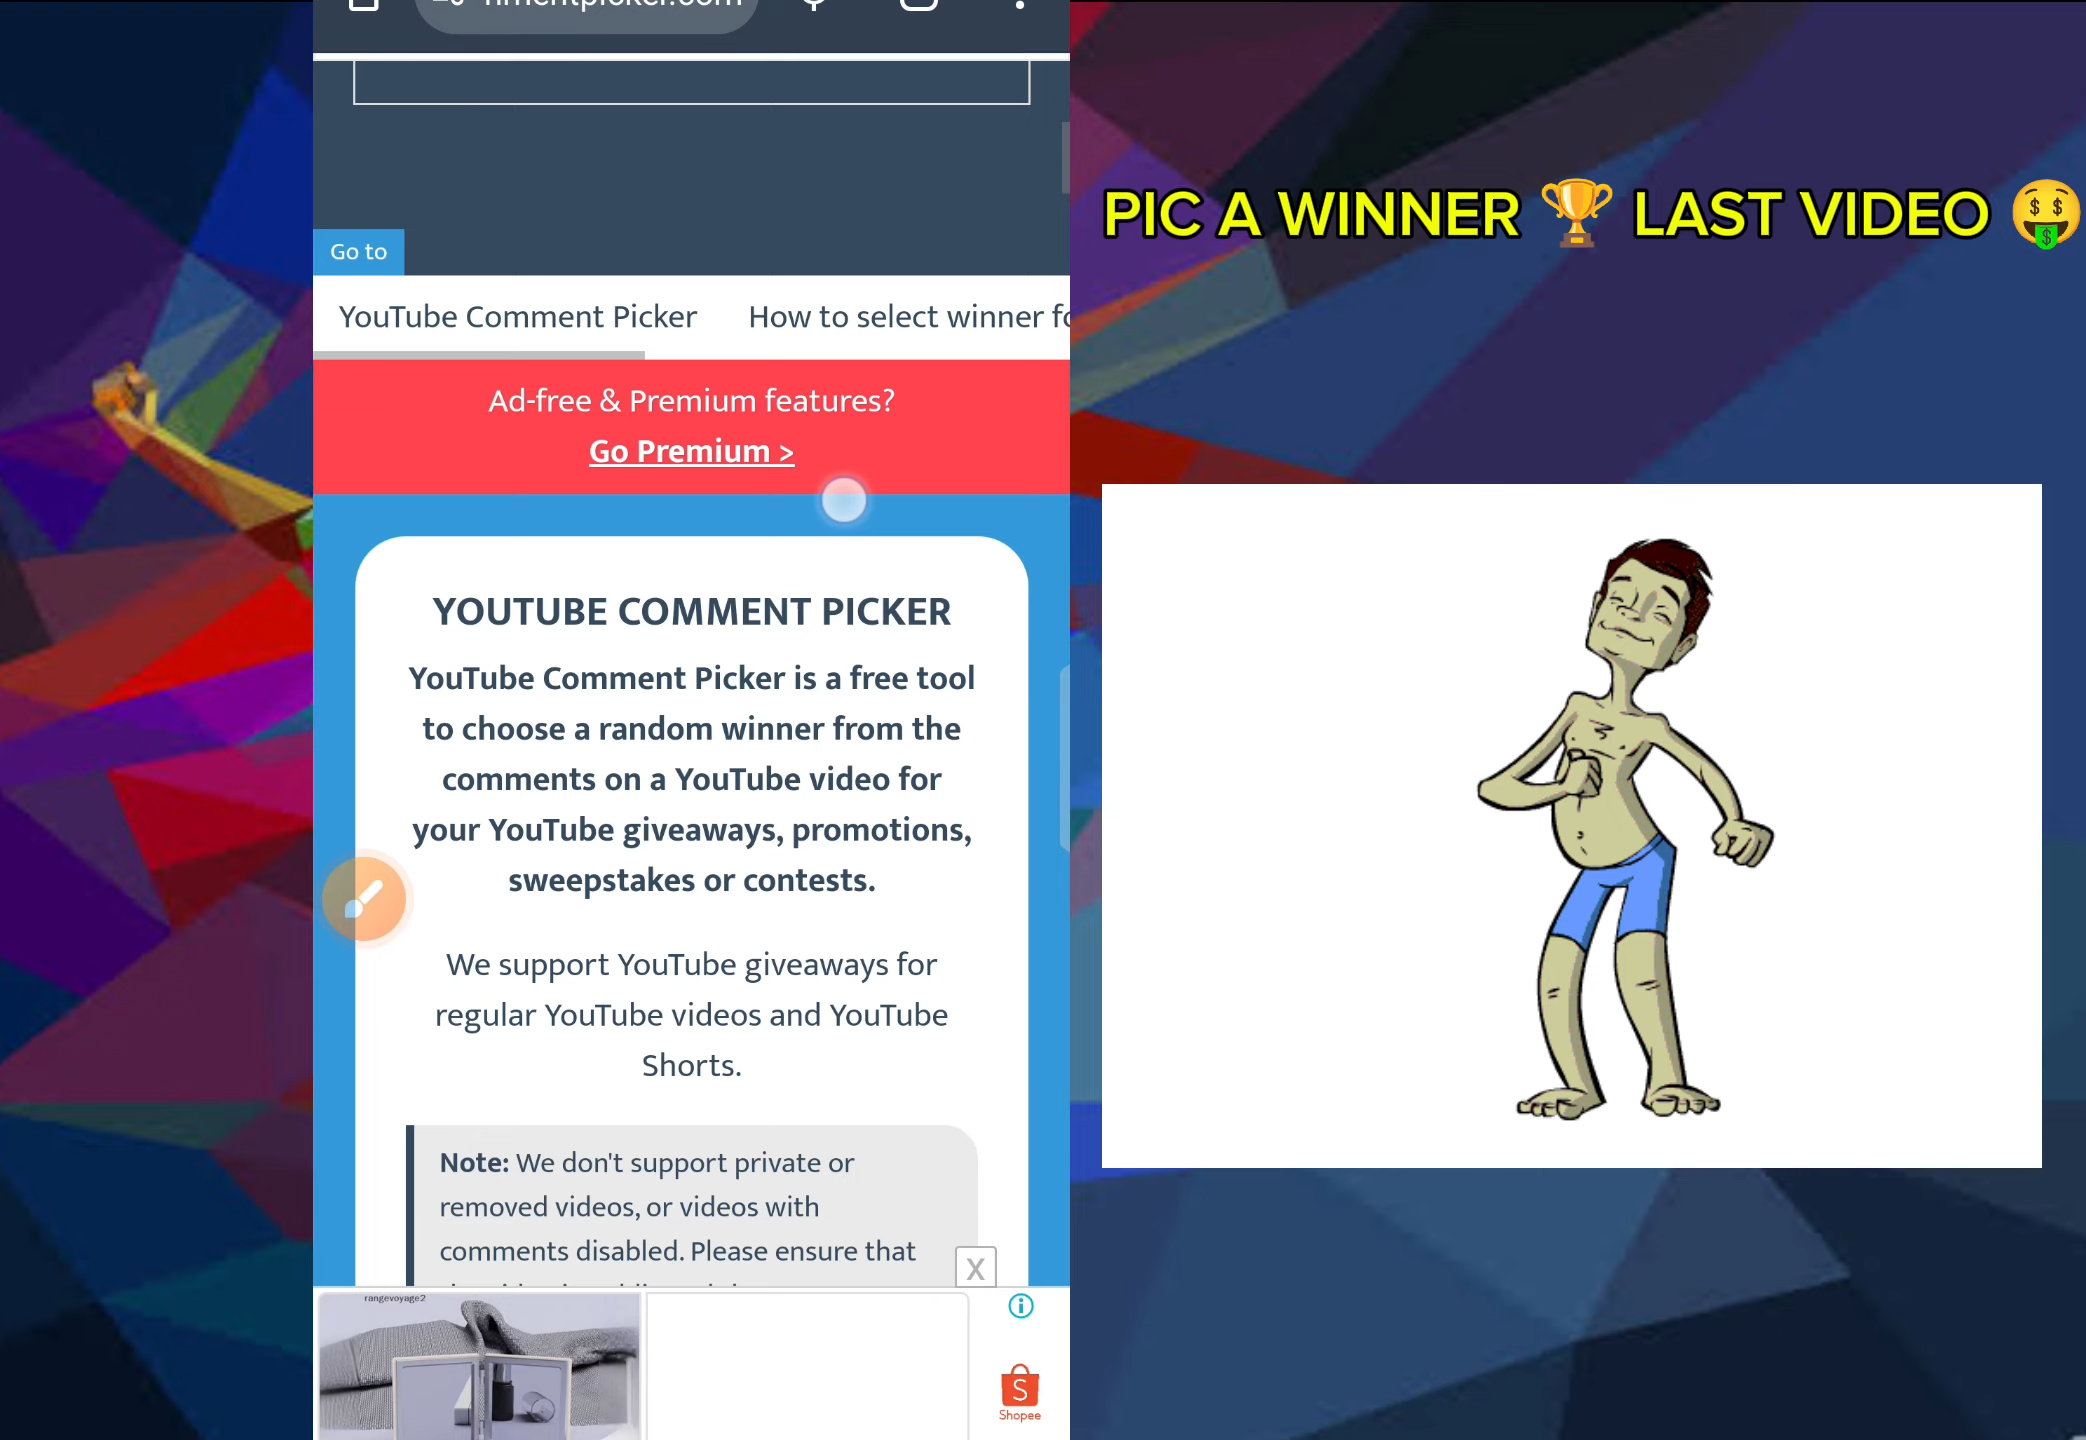 Go to
YouTube Comment Picker How to select winner
Ad-free & Premium features?
Go Premium >
YOUTUBE COMMENT PICKER
YouTube Comment Picker is a free tool
to choose a random winner from the
comments on a YouTube video for
your YouTube giveaways, promotions,
sweepstakes or contests.
We support YouTube giveaways for
regular YouTube videos and YouTube
Shorts.
Note: We don't support private or
removed videos, or videos with
comments disabled. Please ensure that
X
rangevoyage2
Shopee
PIC A WINNER 🏆 LAST VIDEO 🤑